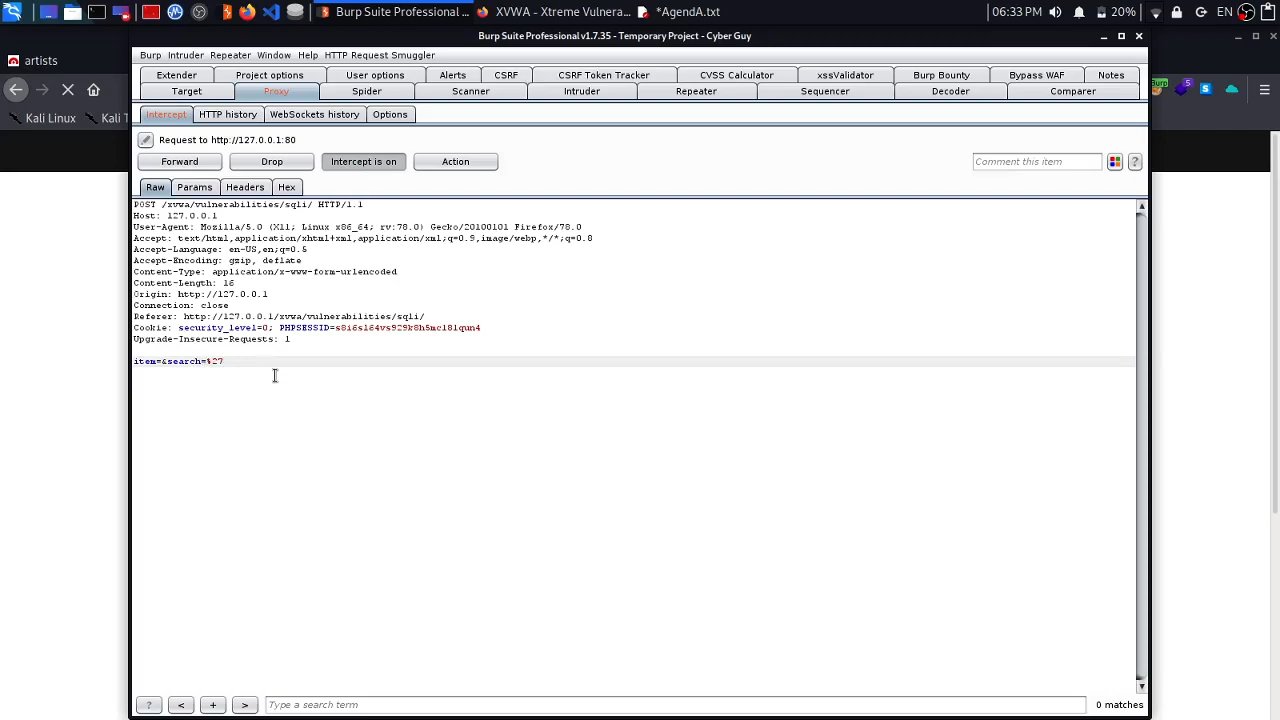 Burp Suite Professional ...
XVWA - Xtreme Vulnera...
*AgendA.txt
06:33 PM
20%
EN
Burp Suite Professional v1.7.35 - Temporary Project - Cyber Guy
artists
Burp Intruder Repeater Window Help HTTP Request Smuggler
Extender Project options User options Alerts CSRF CSRF Token Tracker CVSS Calculator xssValidator Burp Bounty Bypass WAF Notes
Target Proxy Spider Scanner Intruder Repeater Sequencer Decoder Comparer
Burp
5
Kali Linux
Kali T
Intercept HTTP history WebSockets history Options
Request to http://127.0.0.1:80
Forward Drop Intercept is on Action Comment this item ?
Raw Params Headers Hex
POST /xvwa/vulnerabilities/sqli/ HTTP/1.1
Host: 127.0.0.1
User-Agent: Mozilla/5.0 (X11; Linux x86_64; rv:78.0) Gecko/20100101 Firefox/78.0
Accept: text/html,application/xhtml+xml,application/xml;q=0.9,image/webp,*/*;q=0.8
Accept-Language: en-US,en;q=0.5
Accept-Encoding: gzip, deflate
Content-Type: application/x-www-form-urlencoded
Content-Length: 16
Origin: http://127.0.0.1
Connection: close
Referer: http://127.0.0.1/xvwa/vulnerabilities/sqli/
Cookie: security_level=0; PHPSESSID=
Upgrade-Insecure-Requests: 1
item=&search=%27
? < + > Type a search term 0 matches